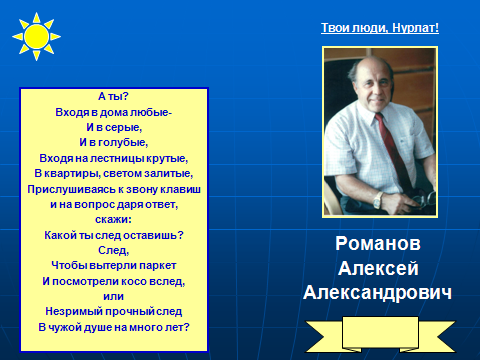 Твои люди, Нурлат!
А ты?
Входя в дома любые-
И в серые,
И в голубые,
Входя на лестницы крутые,
В квартиры, светом залитые,
Прислушиваясь к звону клавиш
и на вопрос даря ответ,
скажи:
Какой ты след оставишь?
След,
Чтобы вытерли паркет
И посмотрели косо вслед,
или
Незримый прочный след
В чужой душе на много лет?
Романов
Алексей
Александрович